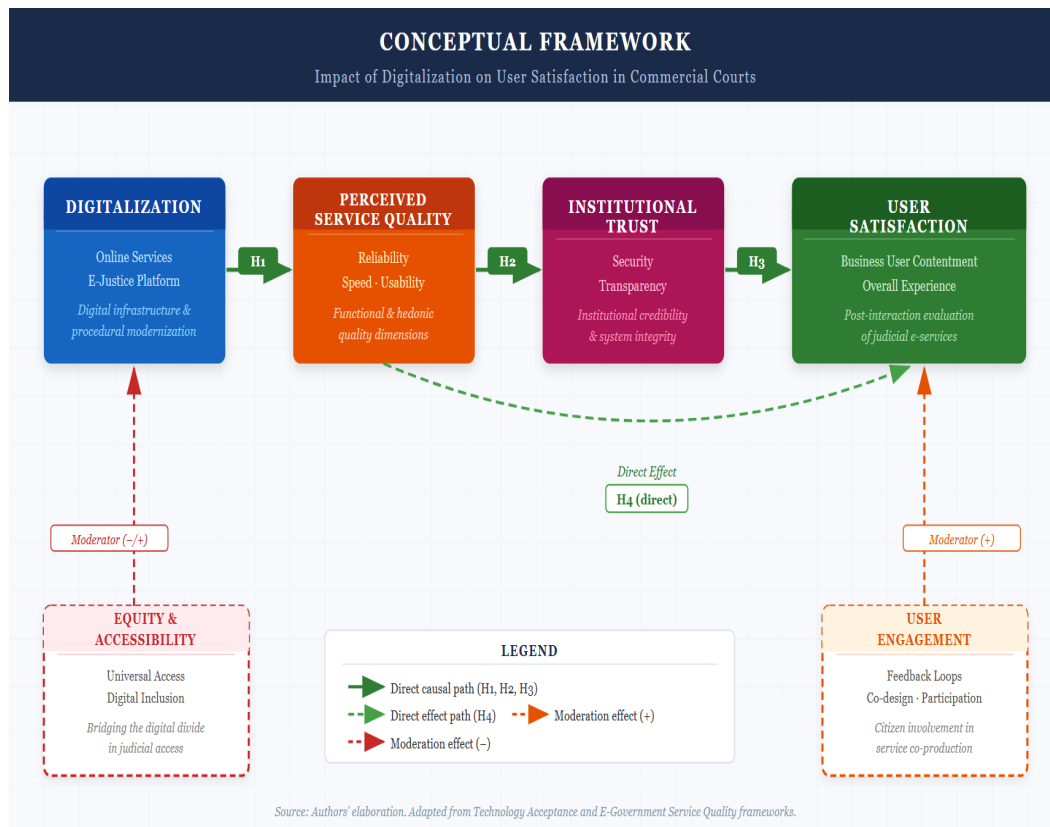 CONCEPTUAL FRAMEWORK
Impact of Digitalization on User Satisfaction in Commercial Courts
DIGITALIZATION
Online Services
E-Justice Platform
Digital infrastructure &
procedural modernization
H1
PERCEIVED
SERVICE QUALITY
Reliability
Speed · Usability
Functional & hedonic
quality dimensions
H2
INSTITUTIONAL
TRUST
Security
Transparency
Institutional credibility
& system integrity
H3
USER
SATISFACTION
Business User Contentment
Overall Experience
Post-interaction evaluation
of judicial e-services
Direct Effect
H4 (direct)
Moderator (−/+)
Moderator (+)
EQUITY &
ACCESSIBILITY
Universal Access
Digital Inclusion
Bridging the digital divide
in judicial access
LEGEND
Direct causal path (H1, H2, H3)
Direct effect path (H4)
Moderation effect (+)
Moderation effect (−)
USER
ENGAGEMENT
Feedback Loops
Co-design · Participation
Citizen involvement in
service co-production
Source: Authors' elaboration. Adapted from Technology Acceptance and E-Government Service Quality frameworks.